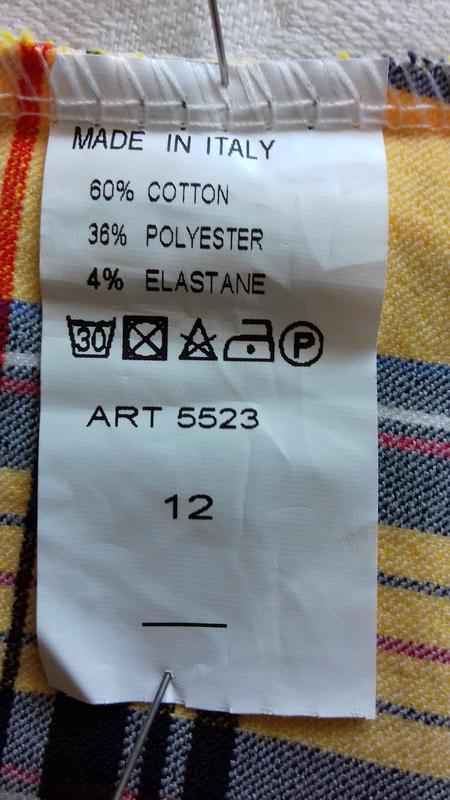 MADE IN ITALY
60% COTTON
36% POLYESTER
4% ELASTANE
30 P
ART 5523
12